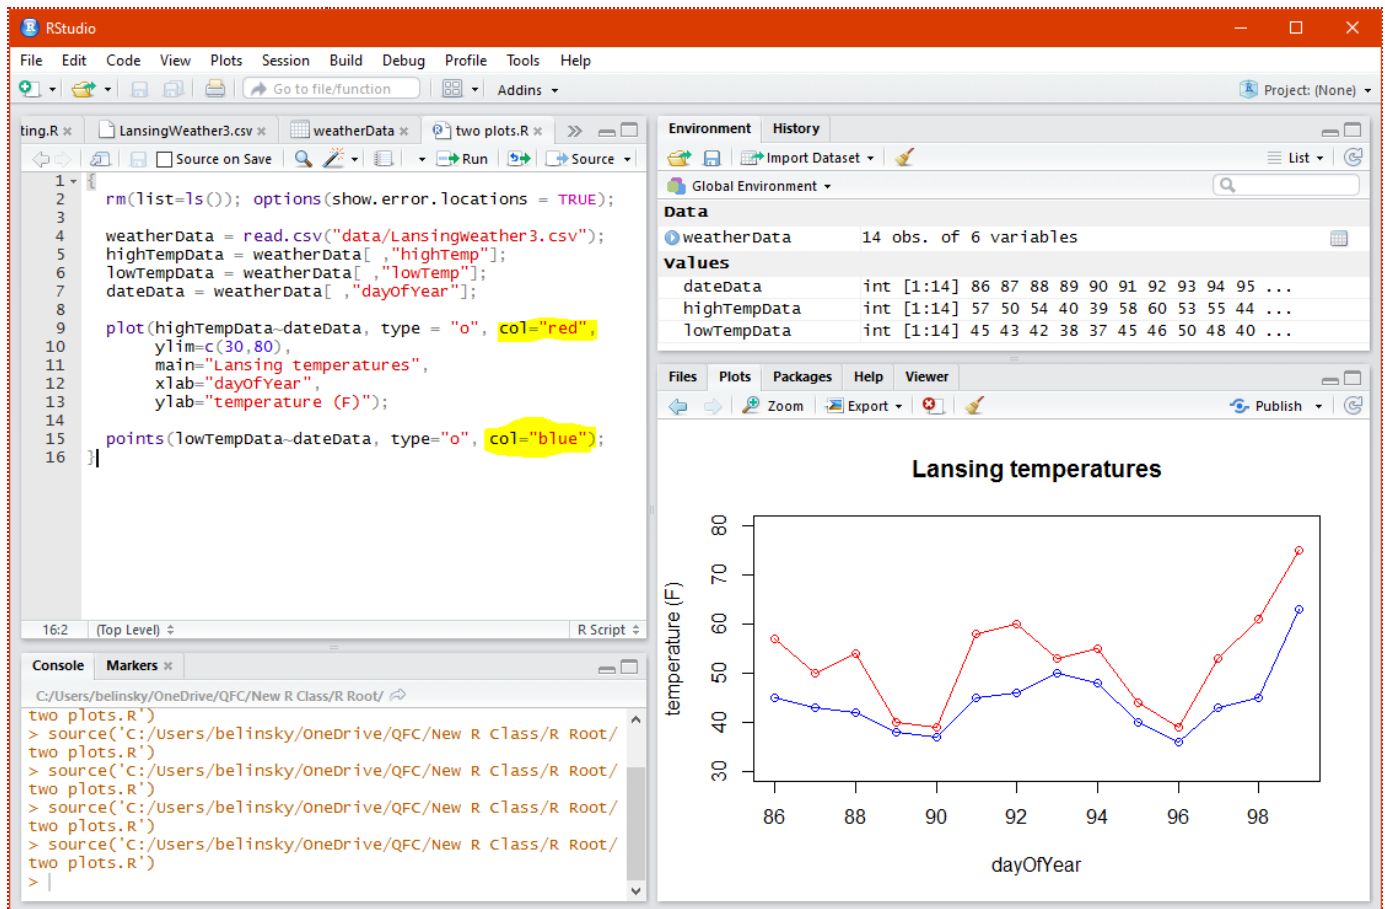 RStudio
File Edit Code View Plots Session Build Debug Profile Tools Help
Go to file/function Addins Project: (None)
ting.R LansingWeather3.csv weatherData two plots.R
Source on Save Run Source
1 {
2 rm(list=ls()); options(show.error.locations = TRUE);
3
4 weatherData = read.csv("data/LansingWeather3.csv");
5 highTempData = weatherData[ ,"highTemp"];
6 lowTempData = weatherData[ ,"lowTemp"];
7 dateData = weatherData[ ,"dayOfYear"];
8
9 plot(highTempData~dateData, type = "o", col="red",
10 ylim=c(30,80),
11 main="Lansing temperatures",
12 xlab="dayOfYear",
13 ylab="temperature (F)");
14
15 points(lowTempData~dateData, type="o", col="blue");
16 }
16:2 (Top Level) R Script
Console Markers
C:/Users/belinsky/OneDrive/QFC/New R Class/R Root/
two plots.R')
> source('C:/Users/belinsky/OneDrive/QFC/New R Class/R Root/
two plots.R')
> source('C:/Users/belinsky/OneDrive/QFC/New R Class/R Root/
two plots.R')
> source('C:/Users/belinsky/OneDrive/QFC/New R Class/R Root/
two plots.R')
> source('C:/Users/belinsky/OneDrive/QFC/New R Class/R Root/
two plots.R')
>
Environment History
Import Dataset List
Global Environment
Data
weatherData 14 obs. of 6 variables
Values
dateData int [1:14] 86 87 88 89 90 91 92 93 94 95 ...
highTempData int [1:14] 57 50 54 40 39 58 60 53 55 44 ...
lowTempData int [1:14] 45 43 42 38 37 45 46 50 48 40 ...
Files Plots Packages Help Viewer
Zoom Export Publish
Lansing temperatures
temperature (F)
80
70
60
50
40
30
86 88 90 92 94 96 98
dayOfYear